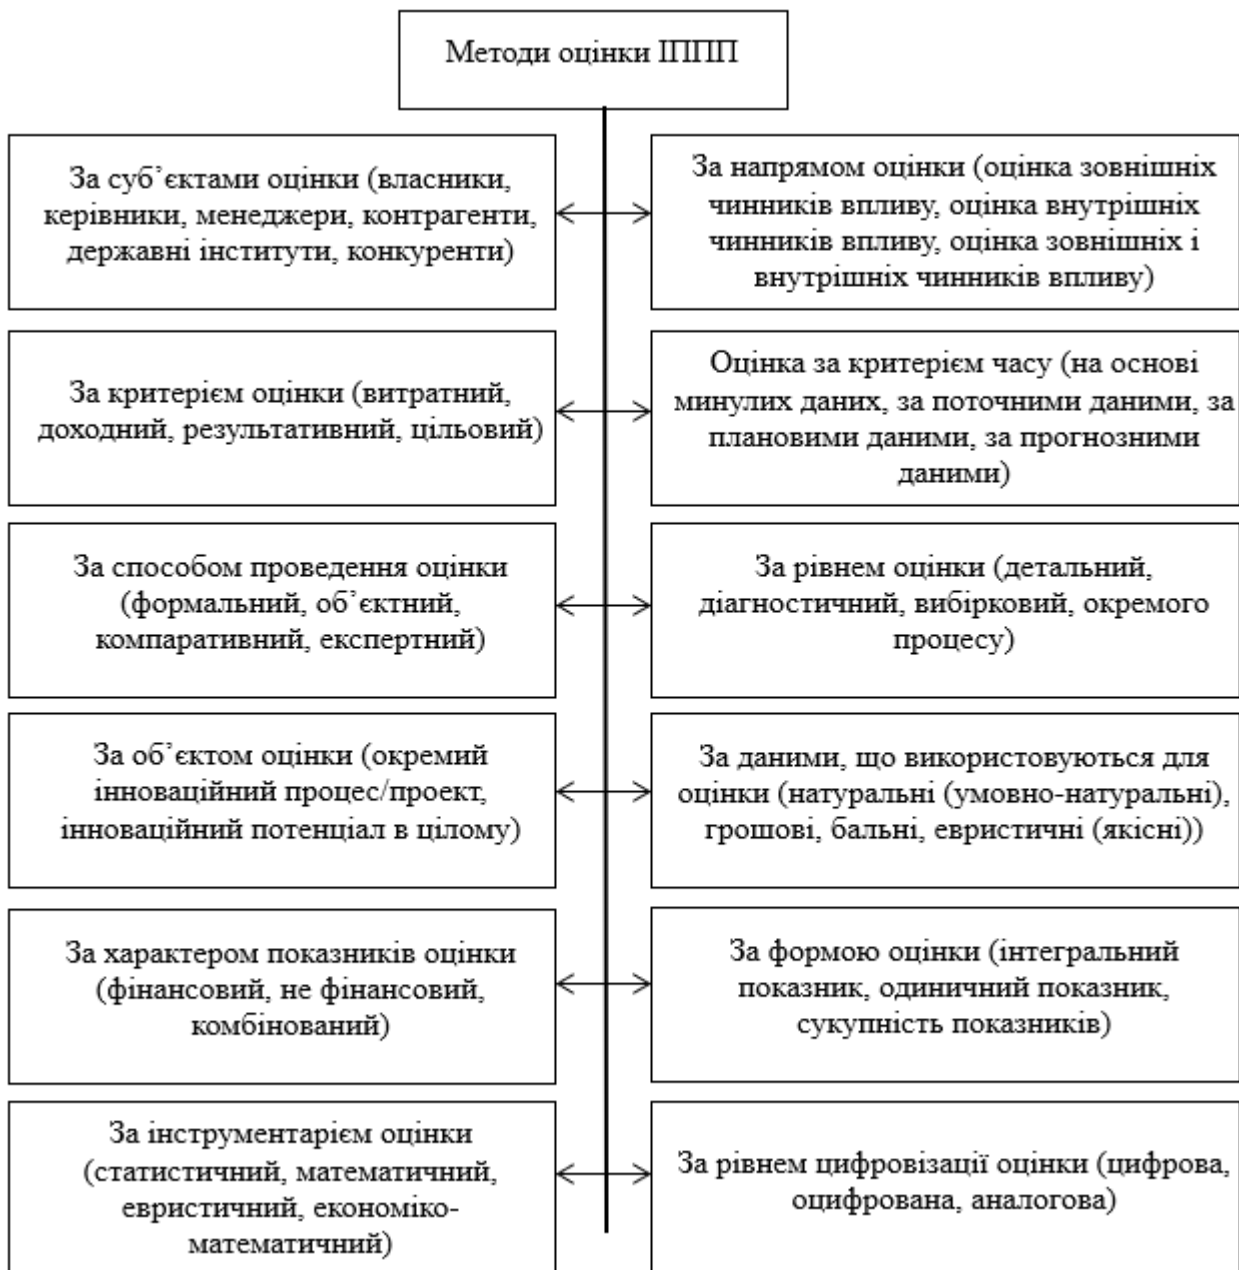 Методи оцінки ІППП
За суб’єктами оцінки (власники,
керівники, менеджери, контрагенти,
державні інститути, конкуренти)
За напрямом оцінки (оцінка зовнішніх
чинників впливу, оцінка внутрішніх
чинників впливу, оцінка зовнішніх і
внутрішніх чинників впливу)
За критерієм оцінки (витратний,
доходний, результативний, цільовий)
Оцінка за критерієм часу (на основі
минулих даних, за поточними даними, за
плановими даними, за прогнозними
даними)
За способом проведення оцінки
(формальний, об’єктний,
компаративний, експертний)
За рівнем оцінки (детальний,
діагностичний, вибірковий, окремого
процесу)
За об’єктом оцінки (окремий
інноваційний процес/проект,
інноваційний потенціал в цілому)
За даними, що використовуються для
оцінки (натуральні (умовно-натуральні),
грошові, бальні, евристичні (якісні))
За характером показників оцінки
(фінансовий, не фінансовий,
комбінований)
За формою оцінки (інтегральний
показник, одиничний показник,
сукупність показників)
За інструментарієм оцінки
(статистичний, математичний,
евристичний, економіко-
математичний)
За рівнем цифровізації оцінки (цифрова,
оцифрована, аналогова)